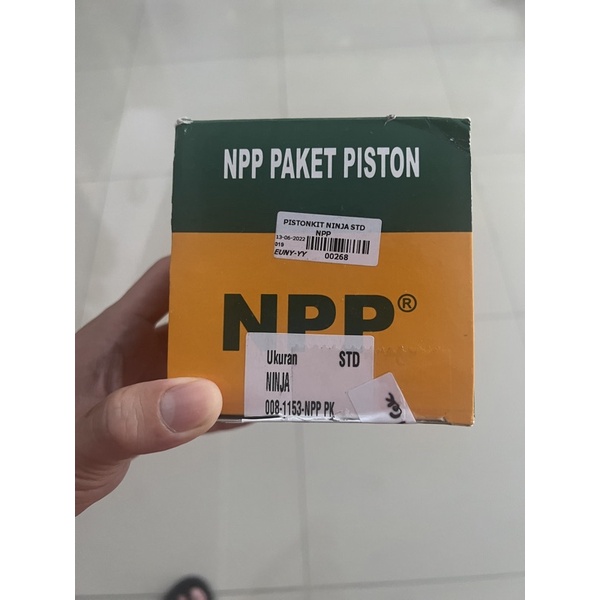 NPP PAKET PISTON
PISTONKIT NINJA STD
NPP
13-06-2022
019
EUNY-YY 00268
NPP®
Ukuran STD
NINJA
008-1153-NPP PK